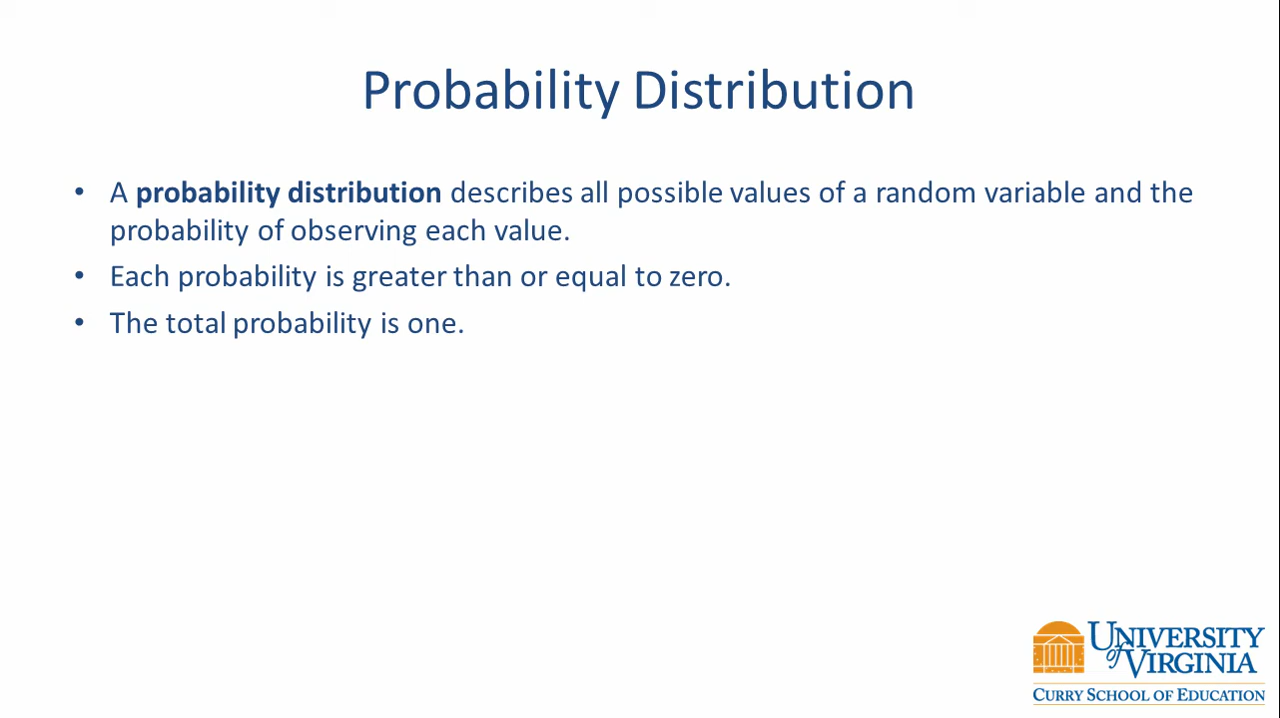 Probability Distribution
• A probability distribution describes all possible values of a random variable and the
probability of observing each value.
• Each probability is greater than or equal to zero.
• The total probability is one.
UNIVERSITY
of VIRGINIA
CURRY SCHOOL OF EDUCATION